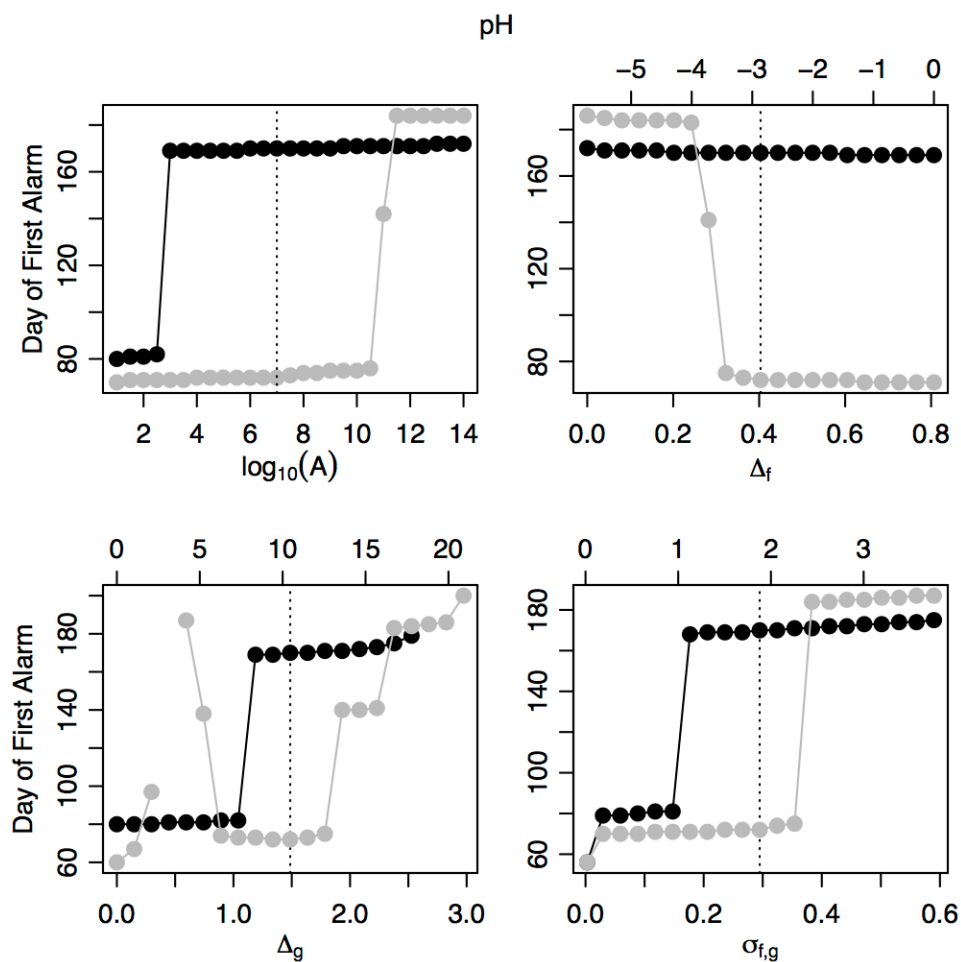 pH
−5 −4 −3 −2 −1 0
Day of First Alarm
80 120 160
2 4 6 8 10 12 14
log₁₀(A)
80 120 160
0.0 0.2 0.4 0.6 0.8
Δf
0 5 10 15 20
Day of First Alarm
60 100 140 180
0.0 1.0 2.0 3.0
Δg
0 1 2 3
60 100 140 180
0.0 0.2 0.4 0.6
σf,g